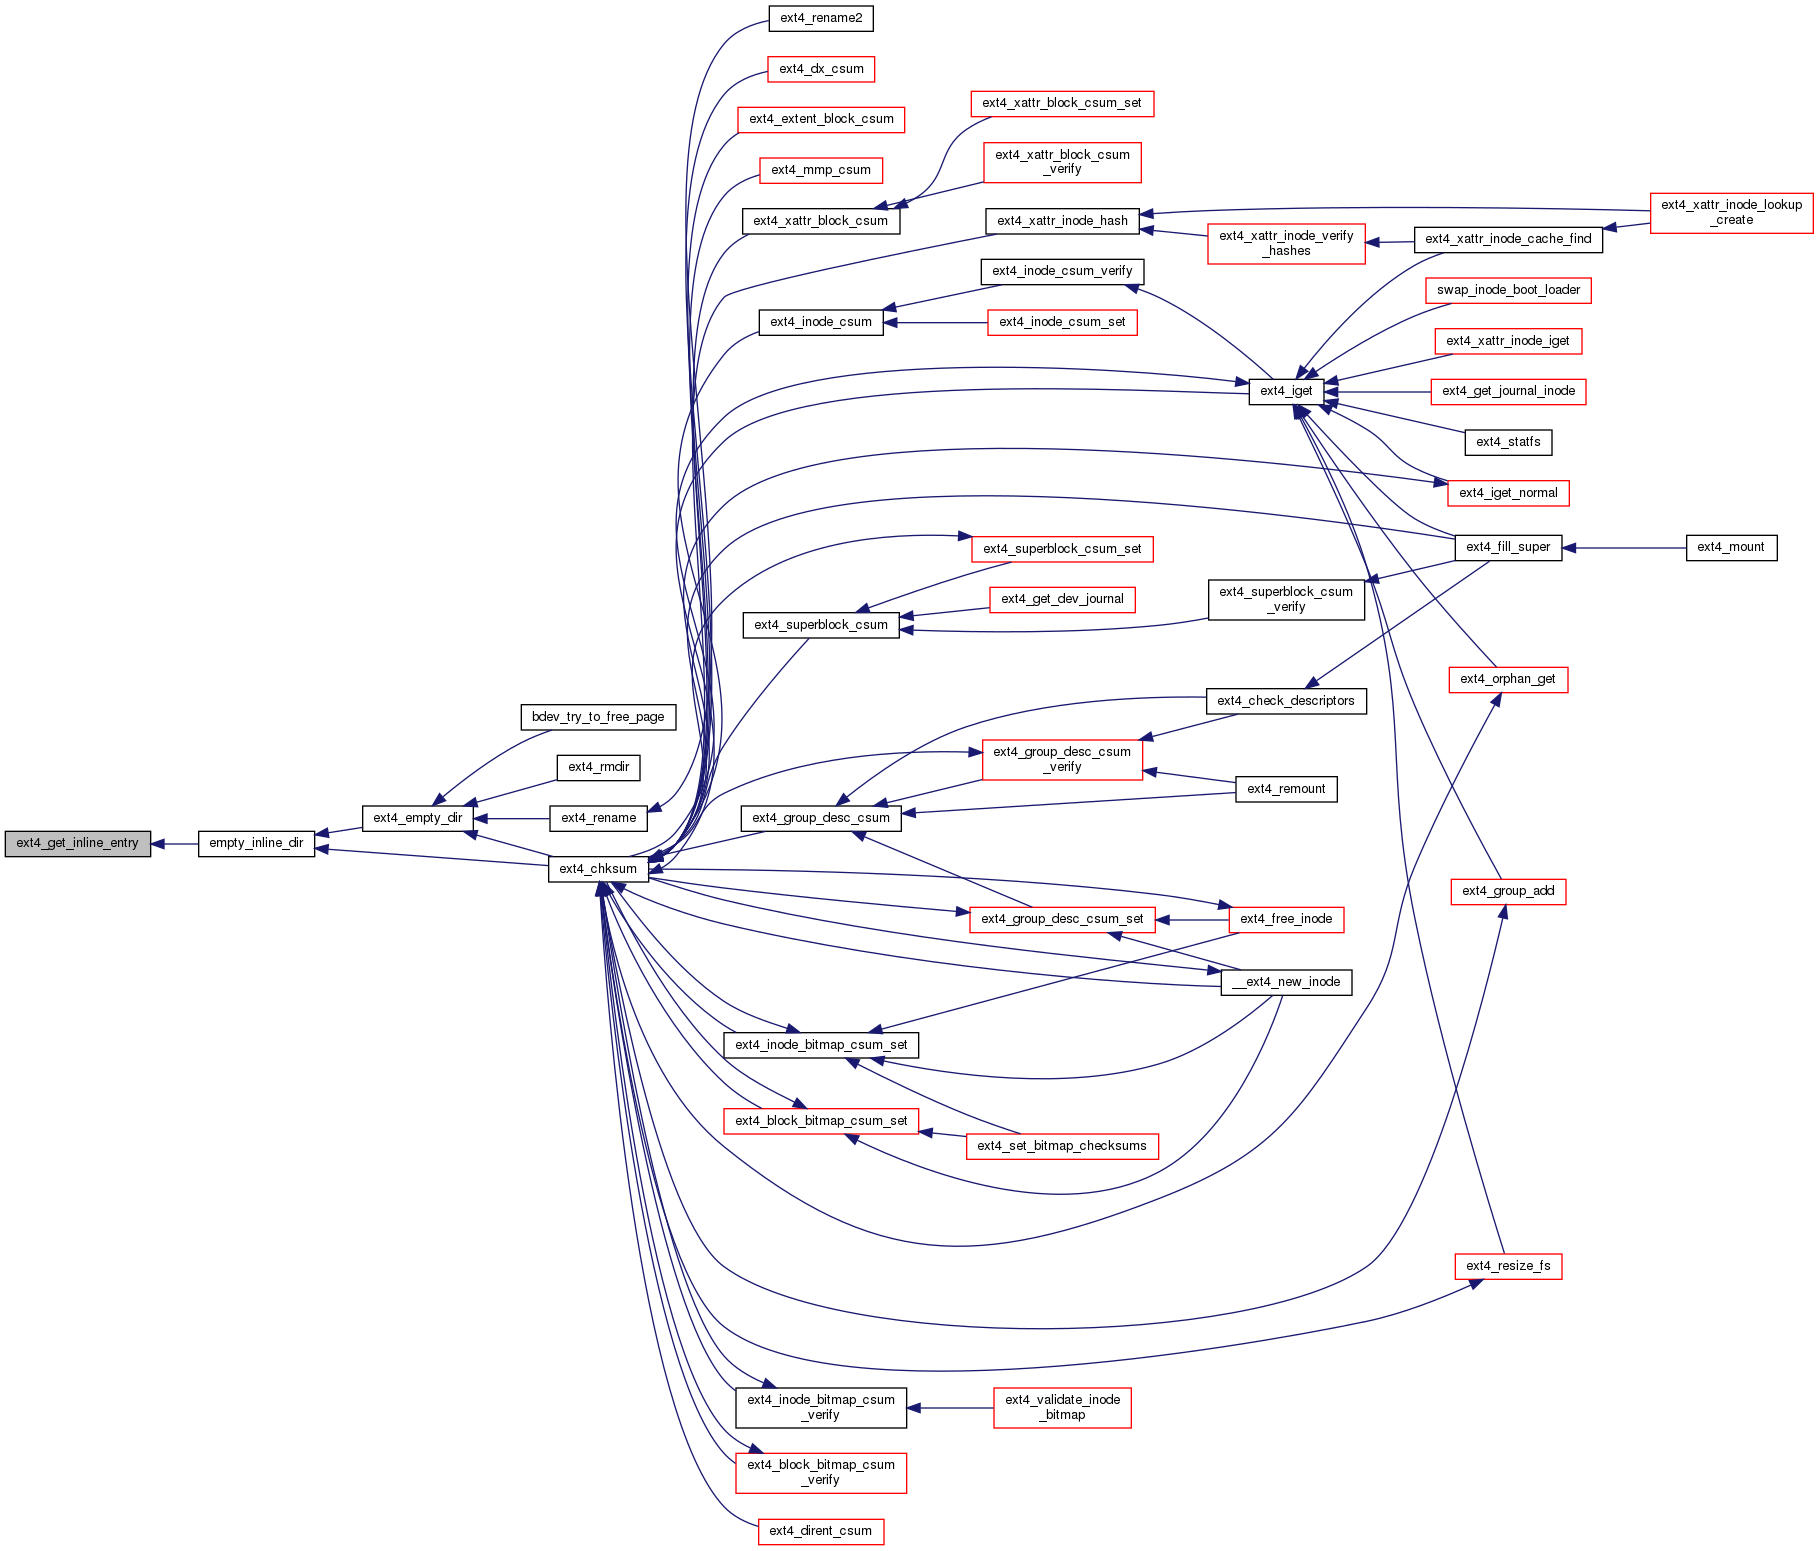 ext4_rename2
ext4_dx_csum
ext4_xattr_block_csum_set
ext4_extent_block_csum
ext4_xattr_block_csum
_verify
ext4_mmp_csum
ext4_xattr_block_csum
ext4_xattr_inode_hash
ext4_xattr_inode_lookup
_create
ext4_xattr_inode_verify
_hashes
ext4_xattr_inode_cache_find
ext4_inode_csum_verify
swap_inode_boot_loader
ext4_inode_csum
ext4_inode_csum_set
ext4_xattr_inode_iget
ext4_iget
ext4_get_journal_inode
ext4_statfs
ext4_iget_normal
ext4_superblock_csum_set
ext4_fill_super
ext4_mount
ext4_get_dev_journal
ext4_superblock_csum
_verify
ext4_superblock_csum
ext4_orphan_get
ext4_check_descriptors
bdev_try_to_free_page
ext4_group_desc_csum
_verify
ext4_rmdir
ext4_remount
ext4_empty_dir
ext4_rename
ext4_group_desc_csum
ext4_get_inline_entry
empty_inline_dir
ext4_chksum
ext4_group_add
ext4_group_desc_csum_set
ext4_free_inode
__ext4_new_inode
ext4_inode_bitmap_csum_set
ext4_block_bitmap_csum_set
ext4_set_bitmap_checksums
ext4_resize_fs
ext4_inode_bitmap_csum
_verify
ext4_validate_inode
_bitmap
ext4_block_bitmap_csum
_verify
ext4_dirent_csum